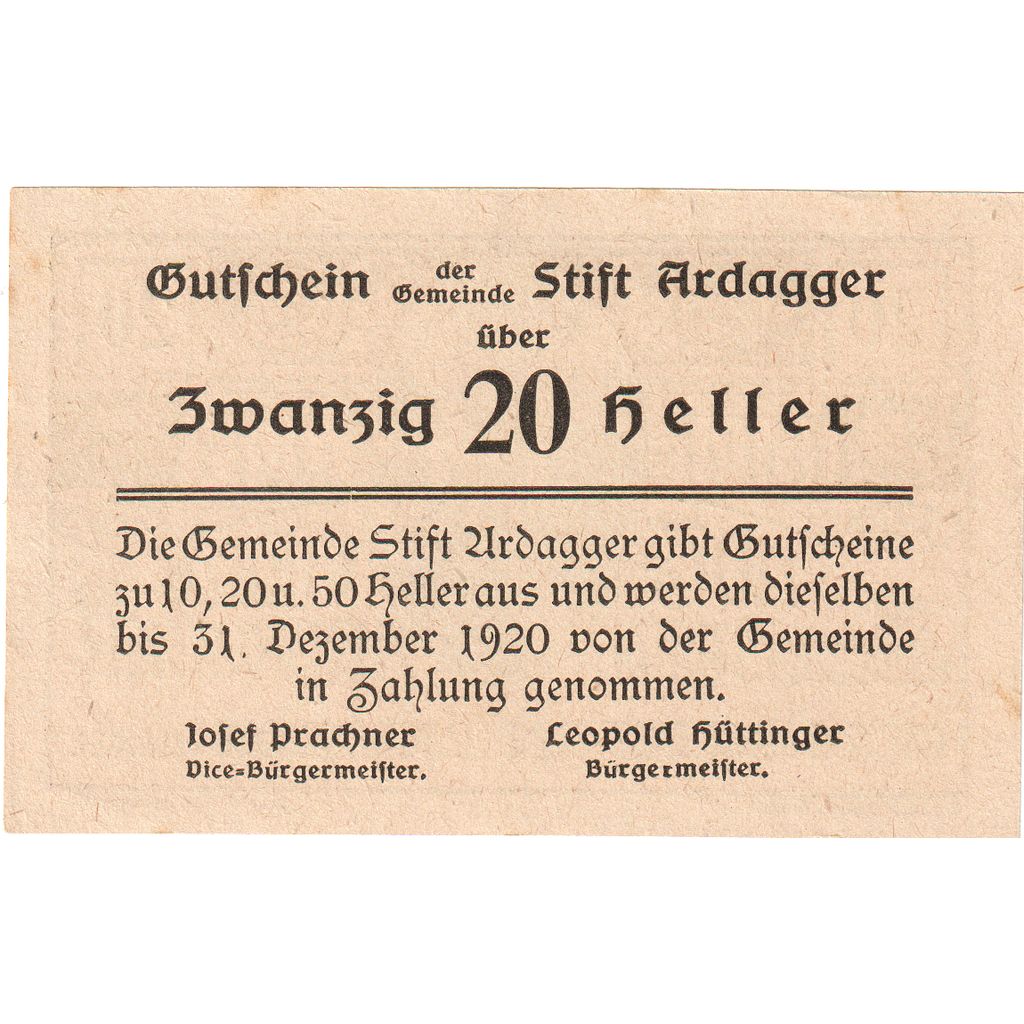 Gutschein der Gemeinde Stift Ardagger
über
Zwanzig 20 Heller
Die Gemeinde Stift Ardagger gibt Gutscheine
zu 10, 20 u. 50 Heller aus und werden dieselben
bis 31. Dezember 1920 von der Gemeinde
in Zahlung genommen.
Josef Prachner Leopold Hüttinger
Vice-Bürgermeister. Bürgermeister.